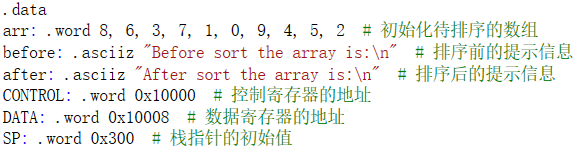 .data
arr: .word 8, 6, 3, 7, 1, 0, 9, 4, 5, 2  # 初始化待排序的数组
before: .asciiz "Before sort the array is:\n"  # 排序前的提示信息
after: .asciiz "After sort the array is:\n"  # 排序后的提示信息
CONTROL: .word 0x10000  # 控制寄存器的地址
DATA: .word 0x10008  # 数据寄存器的地址
SP: .word 0x300  # 栈指针的初始值